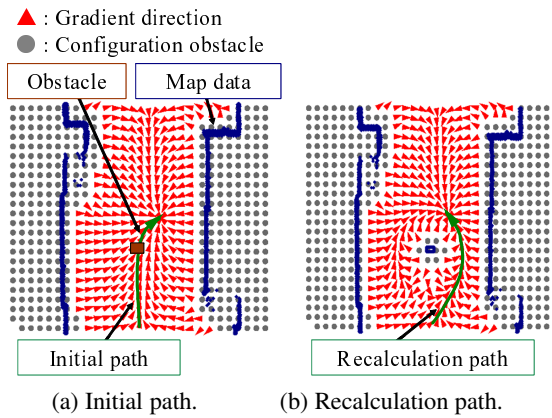 : Gradient direction
: Configuration obstacle
Obstacle
Map data
Initial path
Recalculation path
(a) Initial path.
(b) Recalculation path.